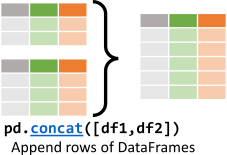 pd.concat([df1,df2])
Append rows of DataFrames